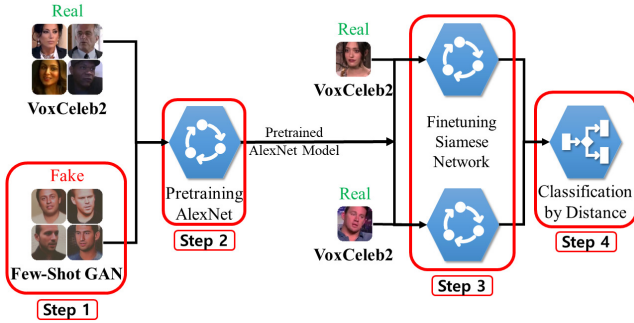 Real
VoxCeleb2
Fake
Few-Shot GAN
Step 1
Pretraining
AlexNet
Step 2
Pretrained
AlexNet Model
Real
VoxCeleb2
Real
VoxCeleb2
Finetuning
Siamese
Network
Step 3
Classification
by Distance
Step 4